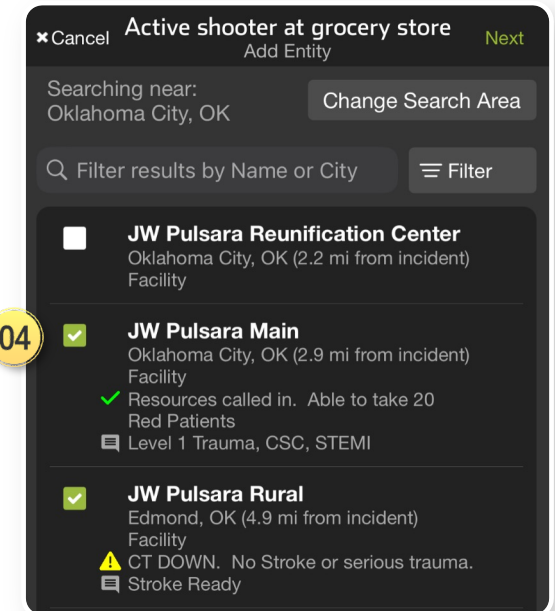 Cancel Active shooter at grocery store Next
Add Entity
Searching near:
Oklahoma City, OK
Change Search Area
Filter results by Name or City
Filter
JW Pulsara Reunification Center
Oklahoma City, OK (2.2 mi from incident)
Facility
04
JW Pulsara Main
Oklahoma City, OK (2.9 mi from incident)
Facility
Resources called in. Able to take 20
Red Patients
Level 1 Trauma, CSC, STEMI
JW Pulsara Rural
Edmond, OK (4.9 mi from incident)
Facility
CT DOWN. No Stroke or serious trauma.
Stroke Ready